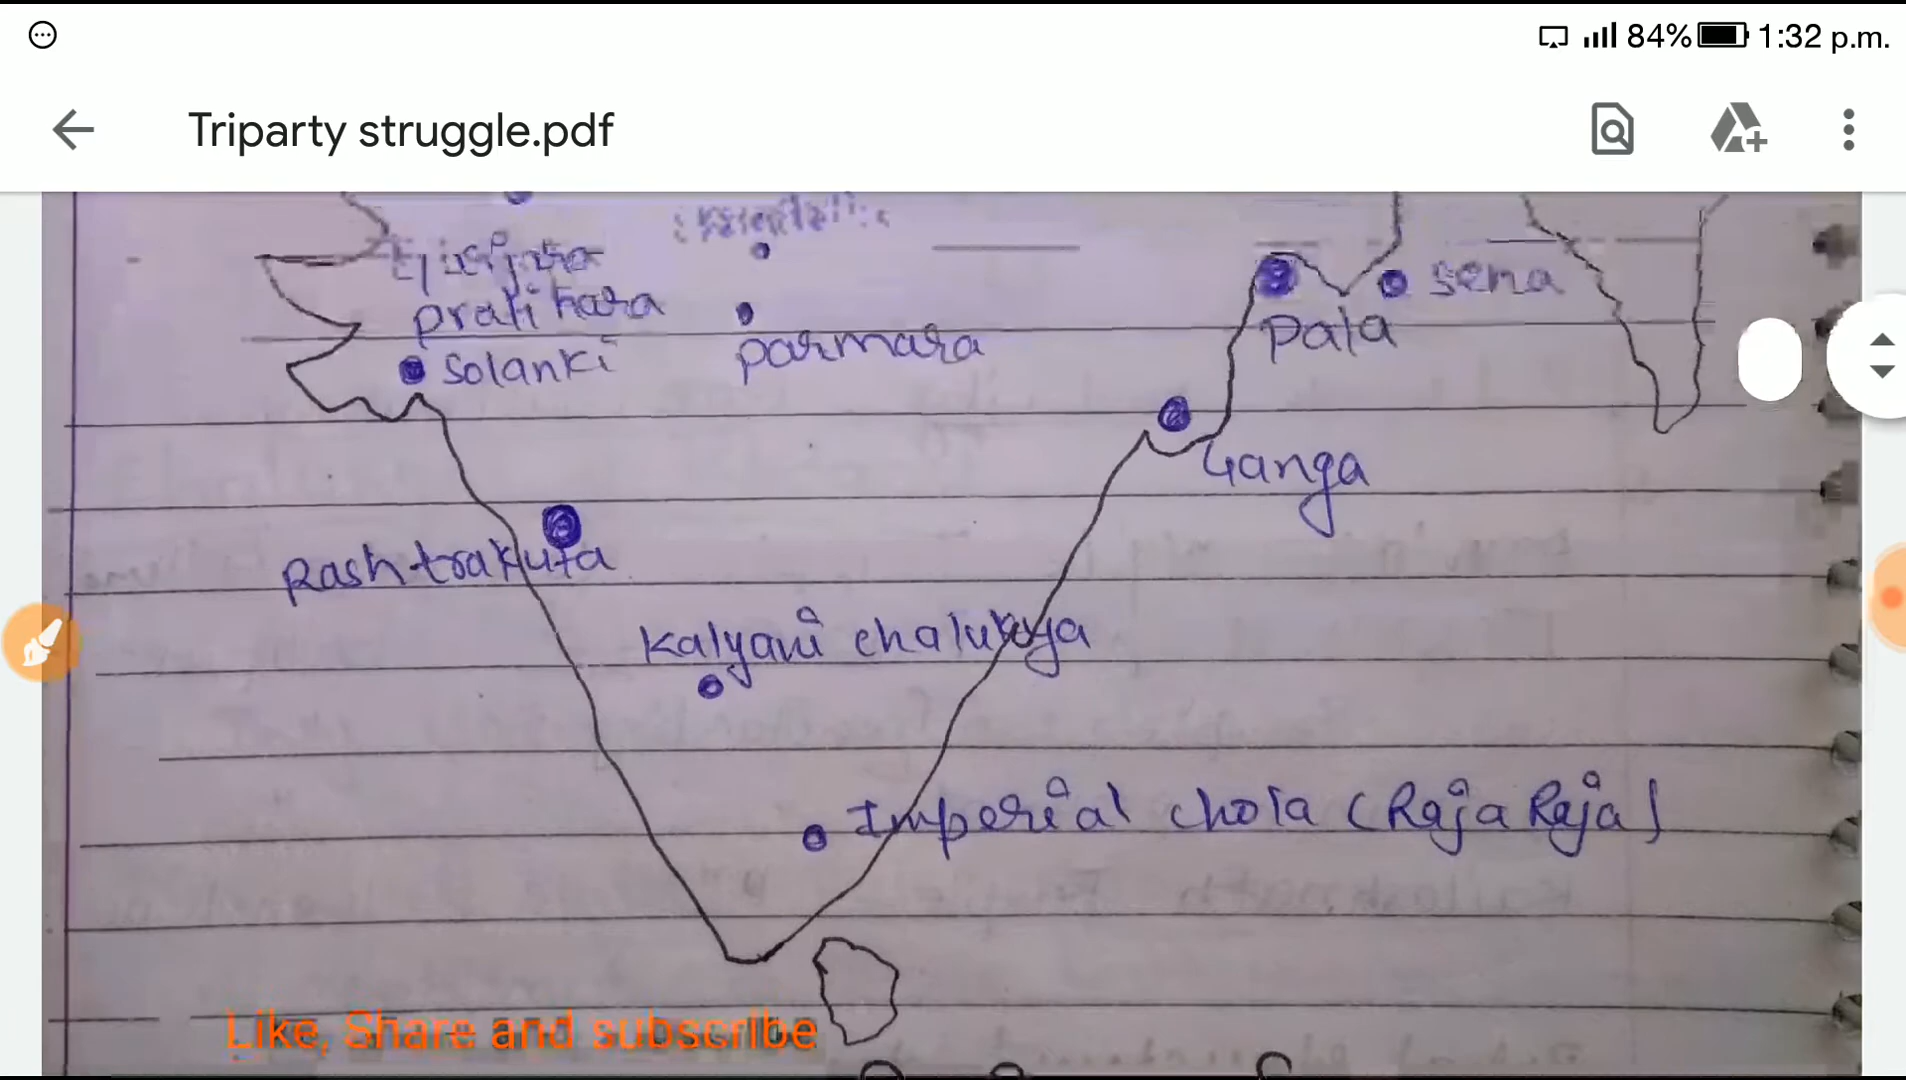 84% 1:32 p.m.
Triparty struggle.pdf
pratihara
sena
Pala
solanki
parmara
Ganga
Rashtrakuta
Kalyani chalukya
Imperial chola (Raja Raja)
Like, Share and subscribe